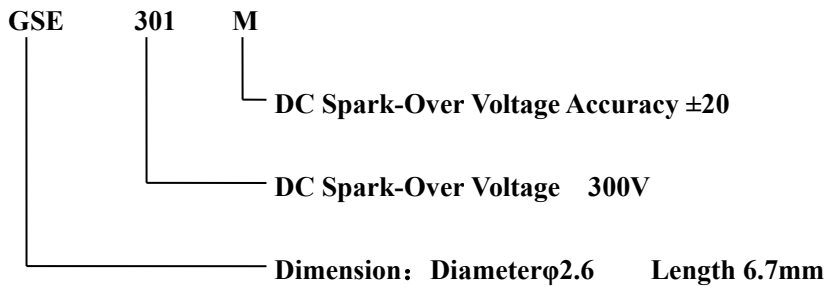 GSE 301 M
DC Spark-Over Voltage Accuracy ±20
DC Spark-Over Voltage 300V
Dimension：Diameterφ2.6 Length 6.7mm